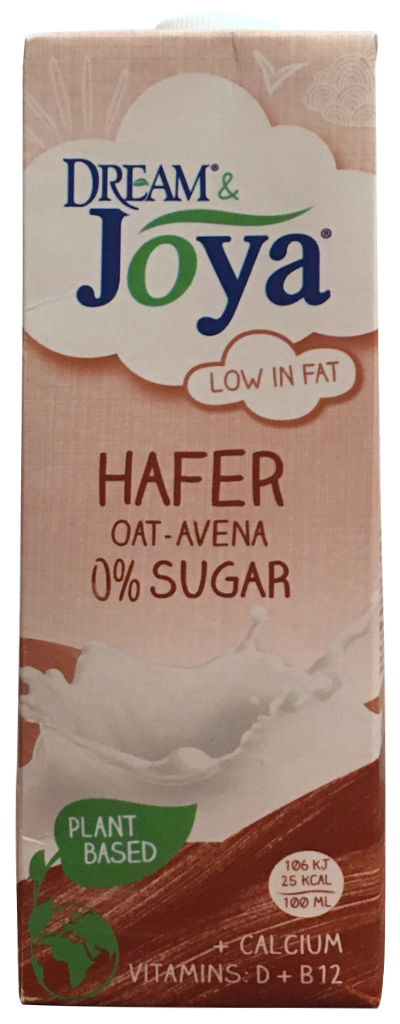 DREAM® &
Joya®
LOW IN FAT
HAFER
OAT-AVENA
0% SUGAR
PLANT
BASED
106 KJ
25 KCAL
100 ML
+ CALCIUM
VITAMINS: D + B12